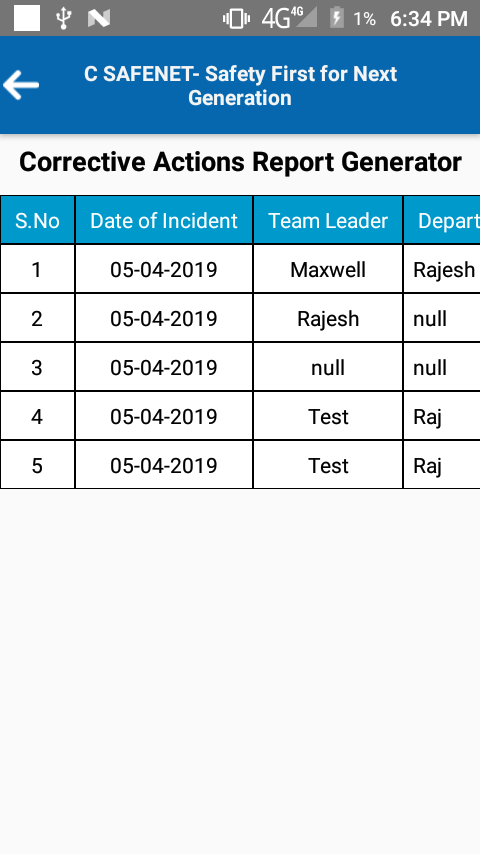 4G 4G 1% 6:34 PM
C SAFENET- Safety First for Next
Generation
Corrective Actions Report Generator
S.No Date of Incident Team Leader Depart
1 05-04-2019 Maxwell Rajesh
2 05-04-2019 Rajesh null
3 05-04-2019 null null
4 05-04-2019 Test Raj
5 05-04-2019 Test Raj